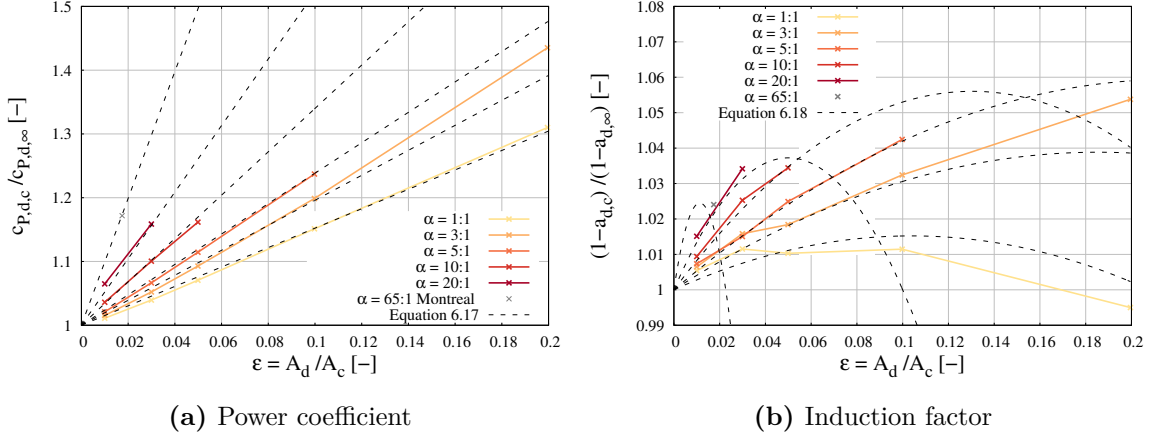 1.5
1.4
1.3
1.2
1.1
1
0 0.02 0.04 0.06 0.08 0.1 0.12 0.14 0.16 0.18 0.2
c_P,d,c / c_P,d,∞ [−]
ε = A_d / A_c [−]
α = 1:1
α = 3:1
α = 5:1
α = 10:1
α = 20:1
α = 65:1 Montreal
Equation 6.17
(a) Power coefficient
1.08
1.07
1.06
1.05
1.04
1.03
1.02
1.01
1
0.99
0 0.02 0.04 0.06 0.08 0.1 0.12 0.14 0.16 0.18 0.2
(1−a_d,c) / (1−a_d,∞) [−]
ε = A_d / A_c [−]
α = 1:1
α = 3:1
α = 5:1
α = 10:1
α = 20:1
α = 65:1
Equation 6.18
(b) Induction factor